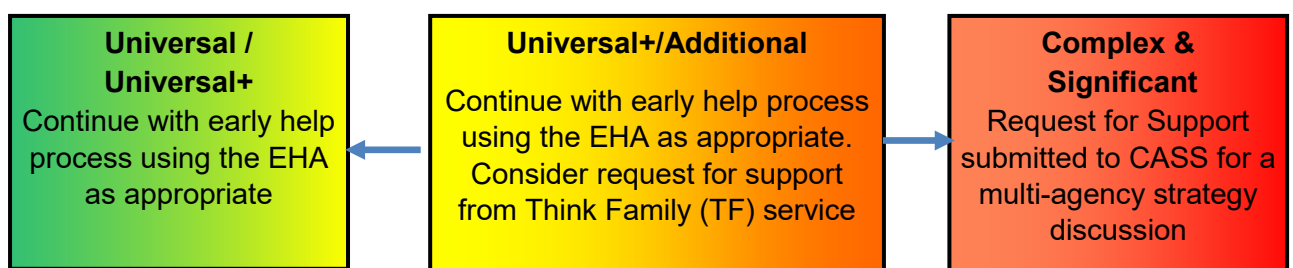 Universal /
Universal+
Continue with early help
process using the EHA
as appropriate
Universal+/Additional
Continue with early help process
using the EHA as appropriate.
Consider request for support
from Think Family (TF) service
Complex &
Significant
Request for Support
submitted to CASS for a
multi-agency strategy
discussion